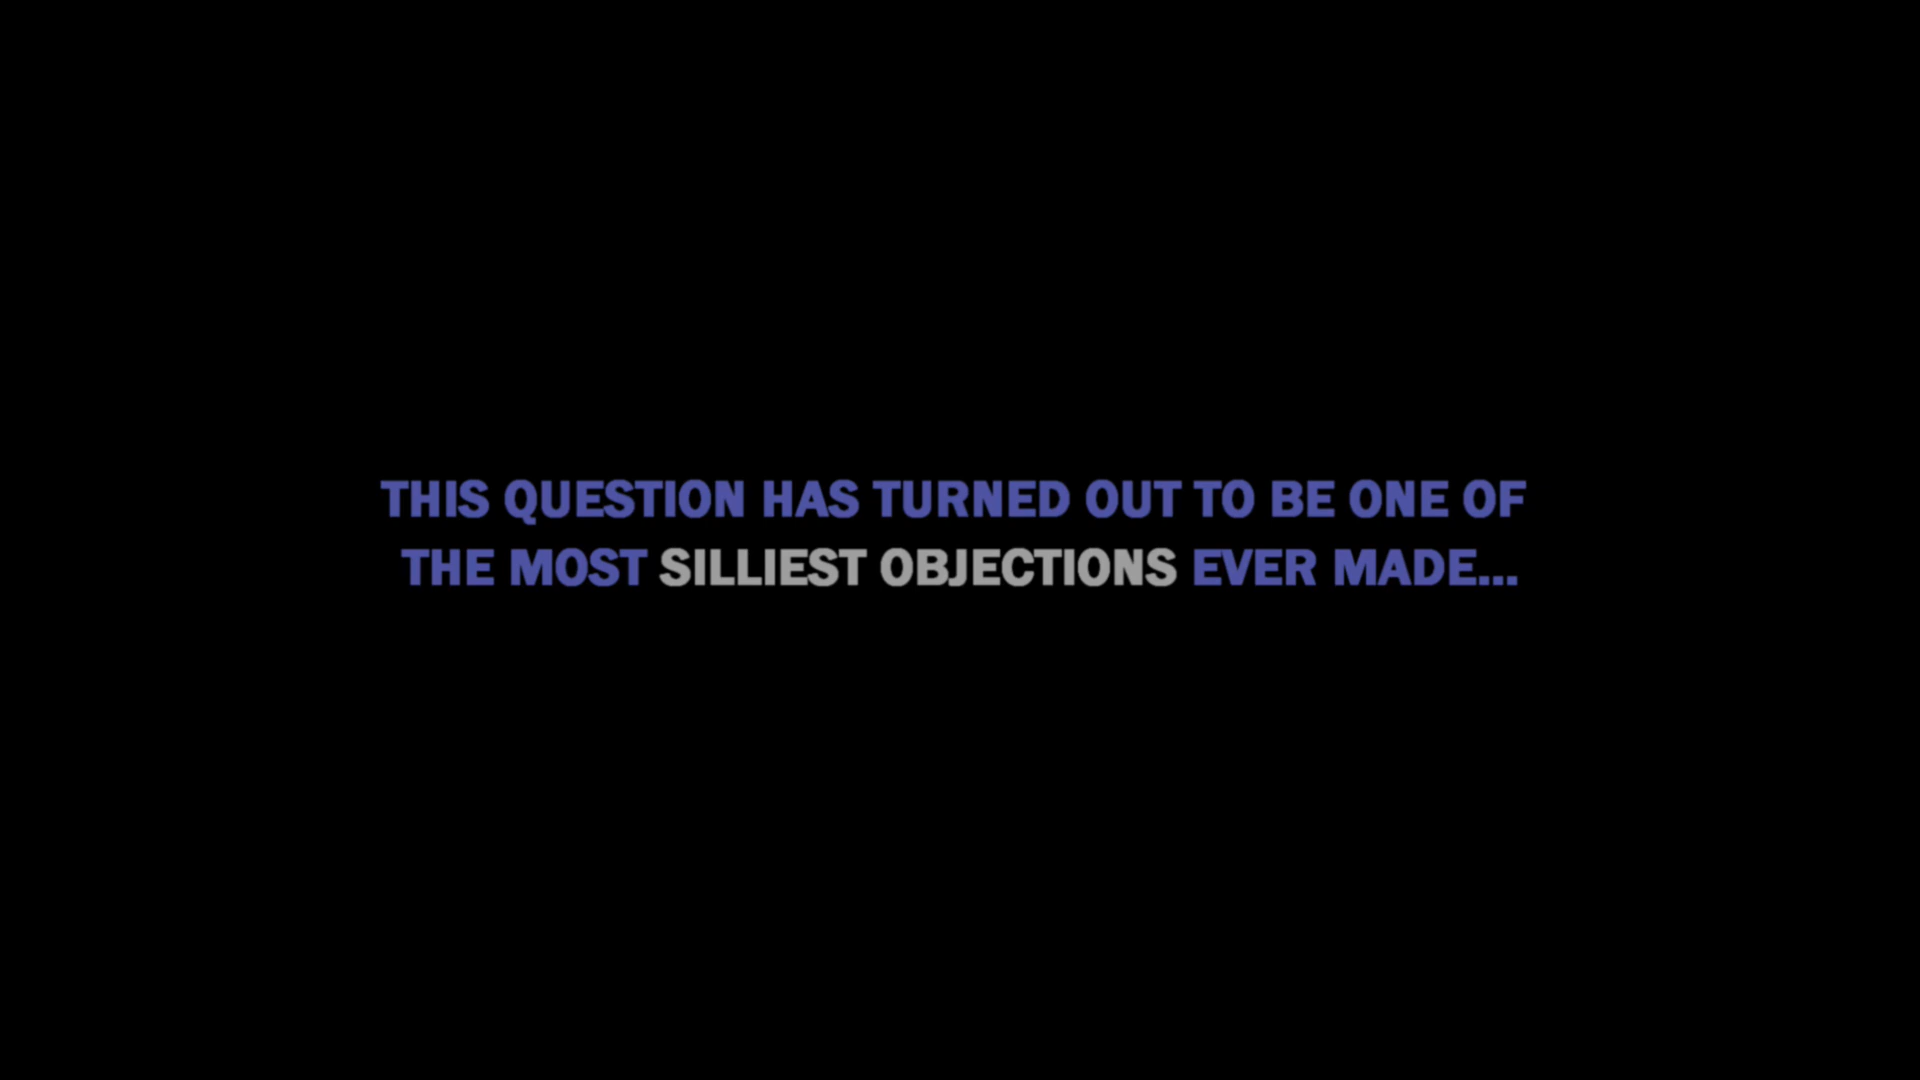 THIS QUESTION HAS TURNED OUT TO BE ONE OF
THE MOST SILLIEST OBJECTIONS EVER MADE...